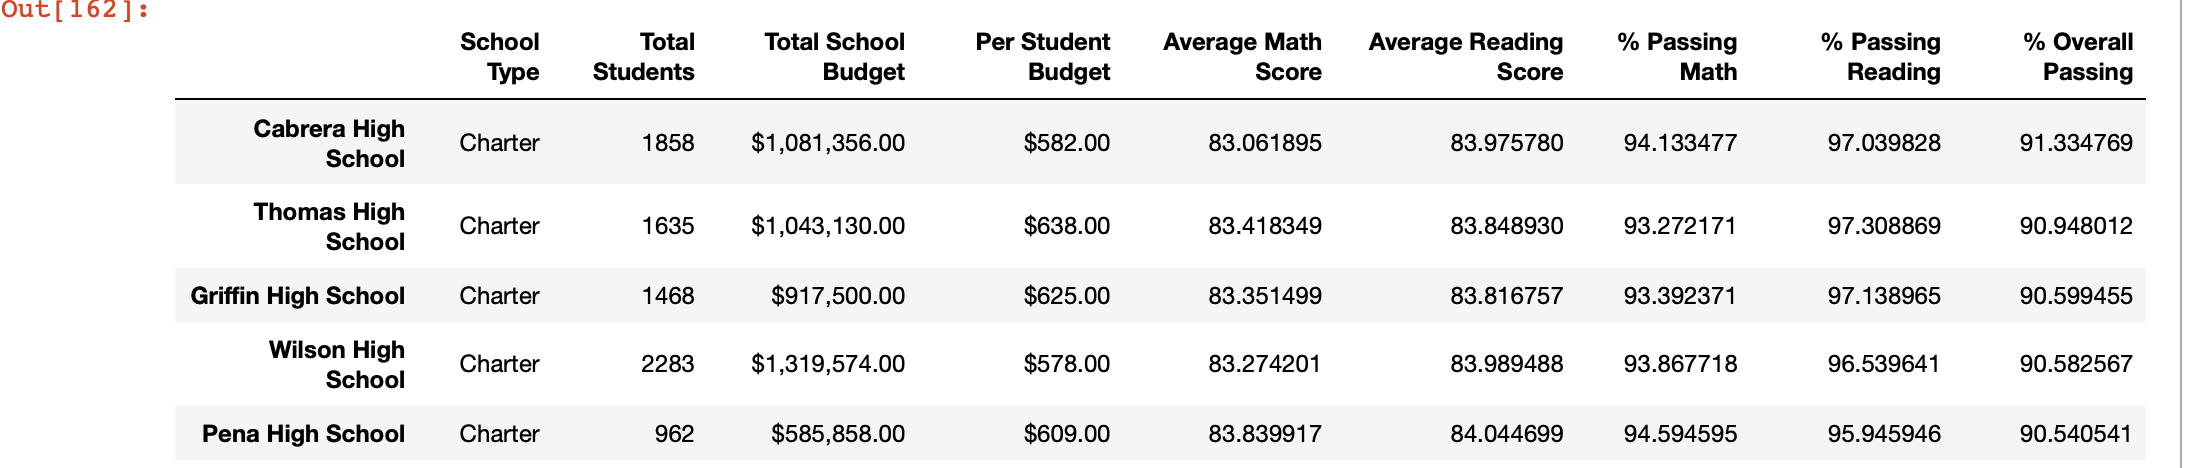 Out[162]:
School Type Total Students Total School Budget Per Student Budget Average Math Score Average Reading Score % Passing Math % Passing Reading % Overall Passing
Cabrera High School Charter 1858 $1,081,356.00 $582.00 83.061895 83.975780 94.133477 97.039828 91.334769
Thomas High School Charter 1635 $1,043,130.00 $638.00 83.418349 83.848930 93.272171 97.308869 90.948012
Griffin High School Charter 1468 $917,500.00 $625.00 83.351499 83.816757 93.392371 97.138965 90.599455
Wilson High School Charter 2283 $1,319,574.00 $578.00 83.274201 83.989488 93.867718 96.539641 90.582567
Pena High School Charter 962 $585,858.00 $609.00 83.839917 84.044699 94.594595 95.945946 90.540541